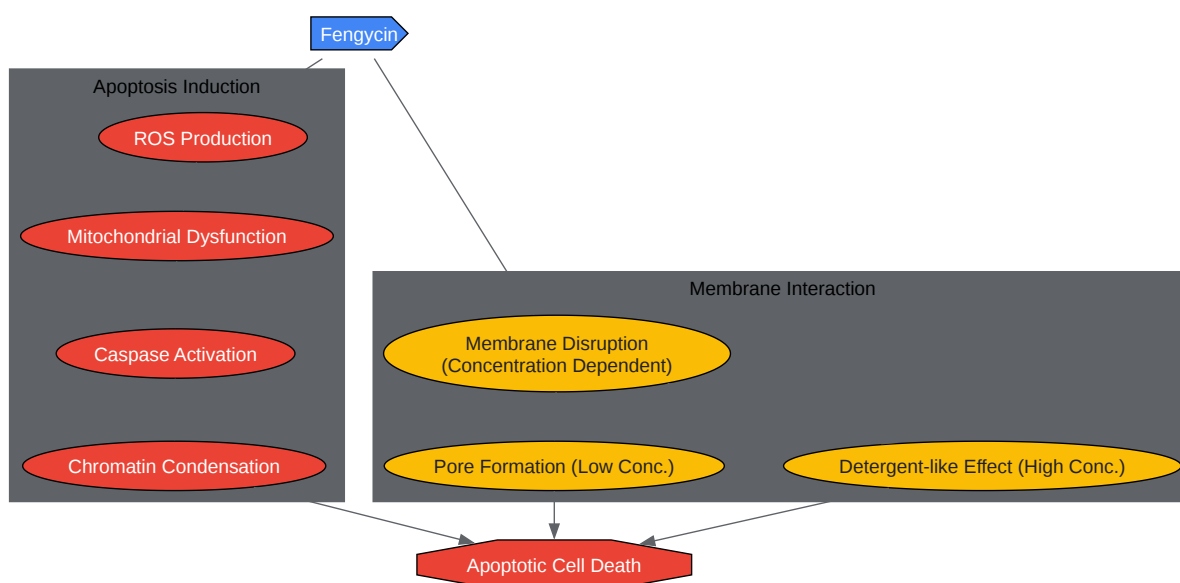 Fengycin
Apoptosis Induction
ROS Production
Mitochondrial Dysfunction
Caspase Activation
Chromatin Condensation
Membrane Interaction
Membrane Disruption
(Concentration Dependent)
Pore Formation (Low Conc.)
Detergent-like Effect (High Conc.)
Apoptotic Cell Death